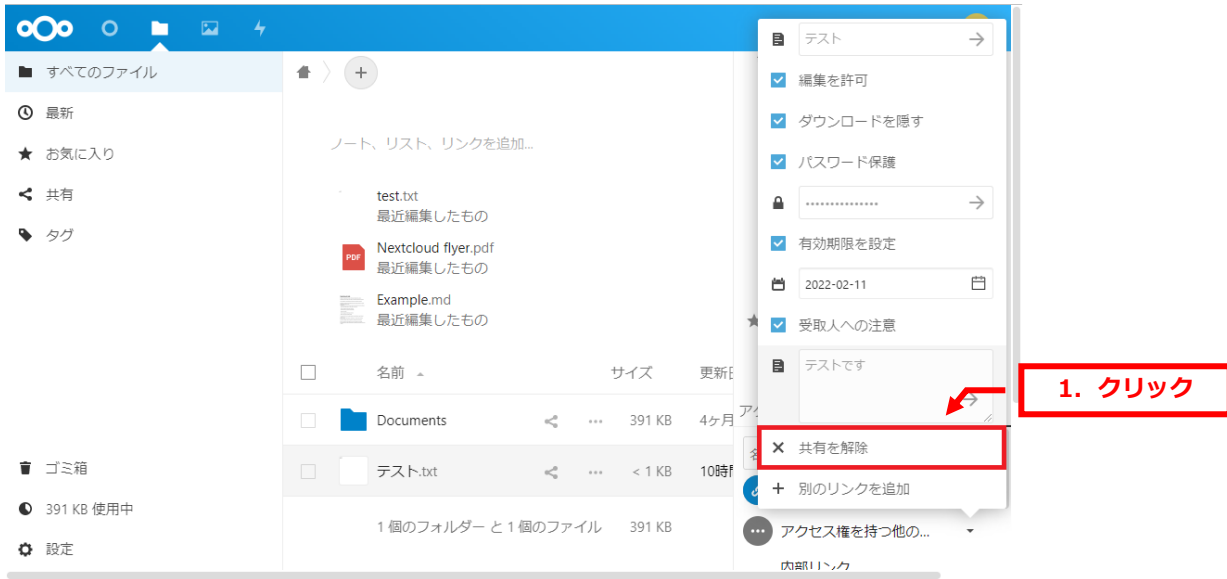 すべてのファイル
最新
お気に入り
共有
タグ
ゴミ箱
391 KB 使用中
設定
ノート、リスト、リンクを追加...
test.txt
最近編集したもの
PDF
Nextcloud flyer.pdf
最近編集したもの
Example.md
最近編集したもの
名前 サイズ 更新
Documents 391 KB 4ヶ月
テスト.txt < 1 KB 10時
1 個のフォルダー と 1 個のファイル 391 KB
テスト
編集を許可
ダウンロードを隠す
パスワード保護
有効期限を設定
2022-02-11
受取人への注意
テストです
共有を解除
別のリンクを追加
アクセス権を持つ他の...
内部リンク
1. クリック